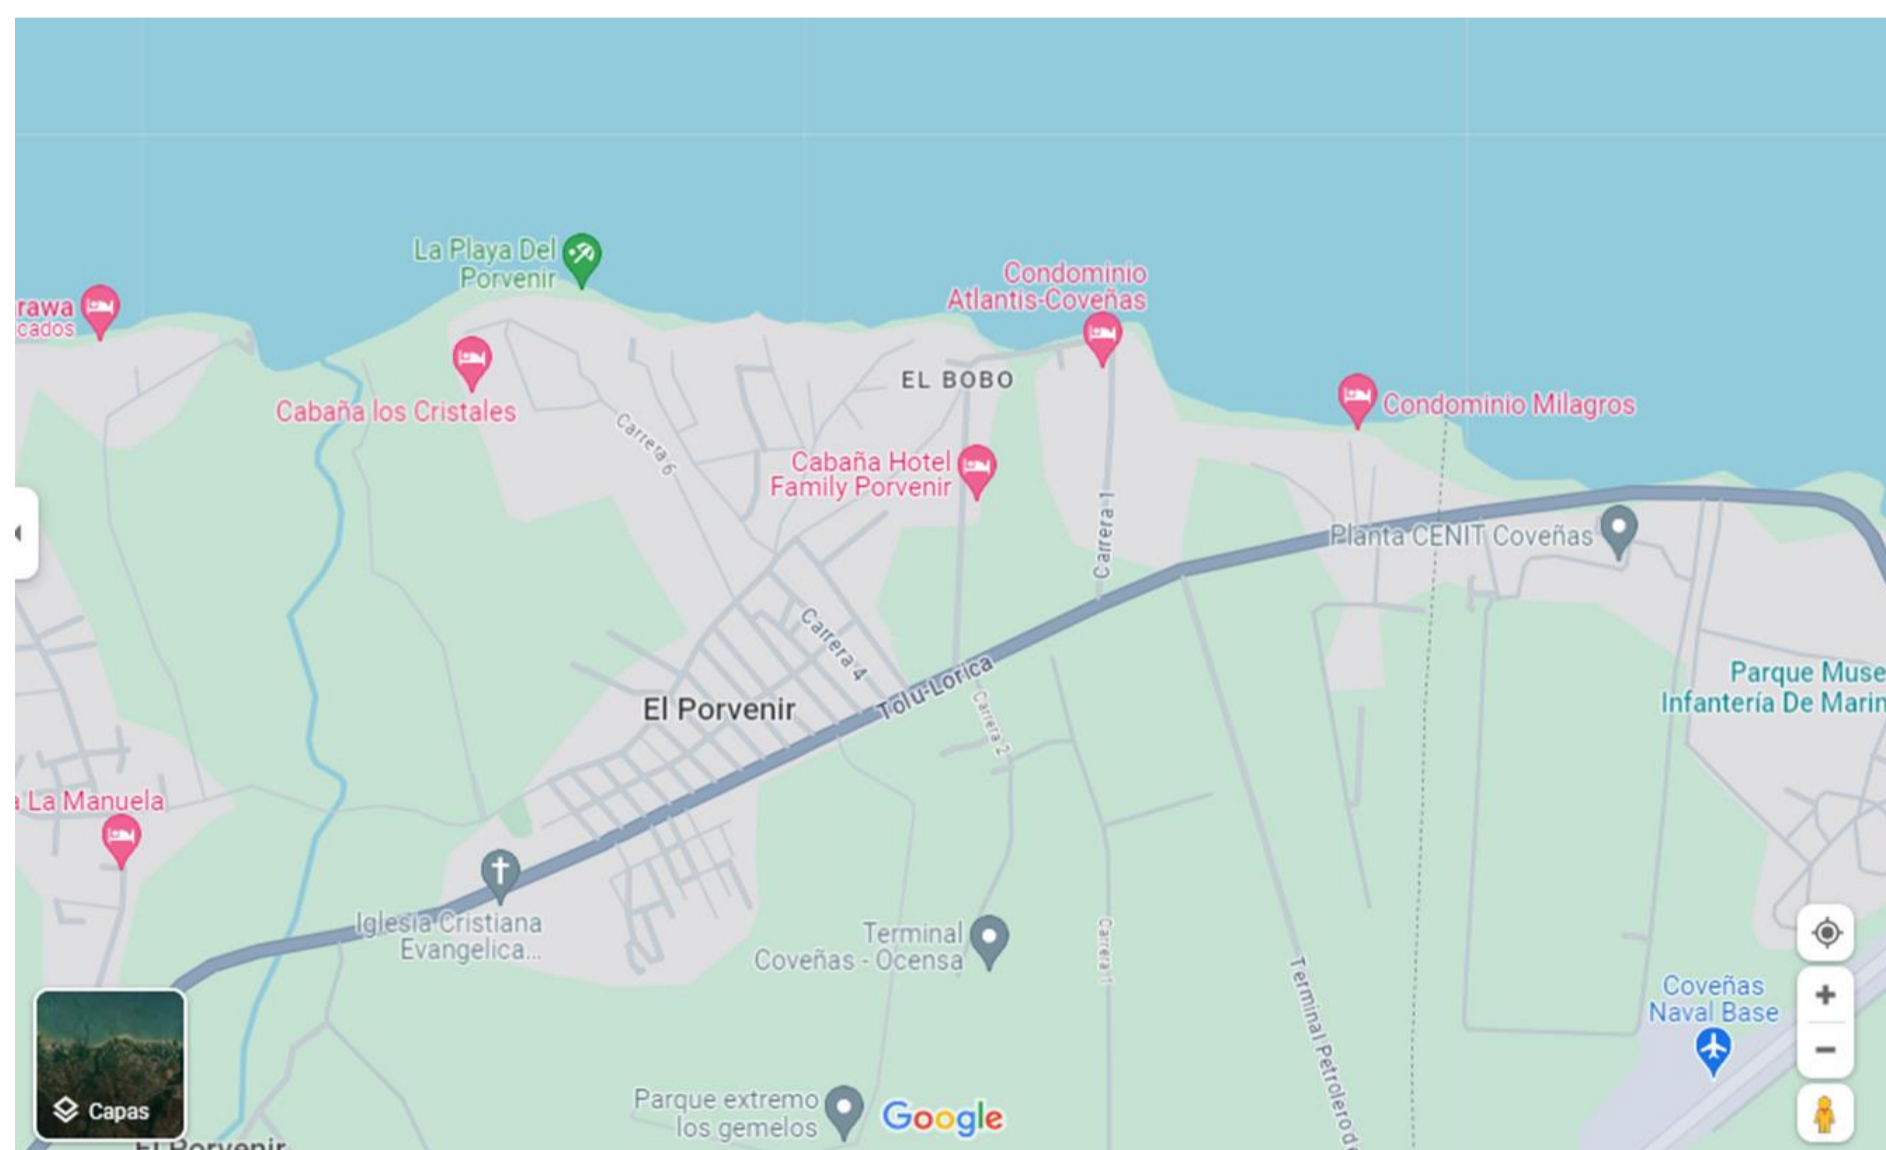 La Playa Del
Porvenir
Condominio
Atlantis-Coveñas
rawa
cados
EL BOBO
Cabaña los Cristales
Condominio Milagros
Carrera 6
Cabaña Hotel
Family Porvenir
Carrera 1
Planta CENIT Coveñas
Carrera 4
Tolú-Lorica
Parque Muse
Infantería De Marin
El Porvenir
Carrera 2
a La Manuela
Iglesia Cristiana
Evangelica...
Terminal
Coveñas - Ocensa
Carrera 1
Terminal Petrolero d
Coveñas
Naval Base
Capas
Parque extremo
los gemelos
Google
El Porvenir